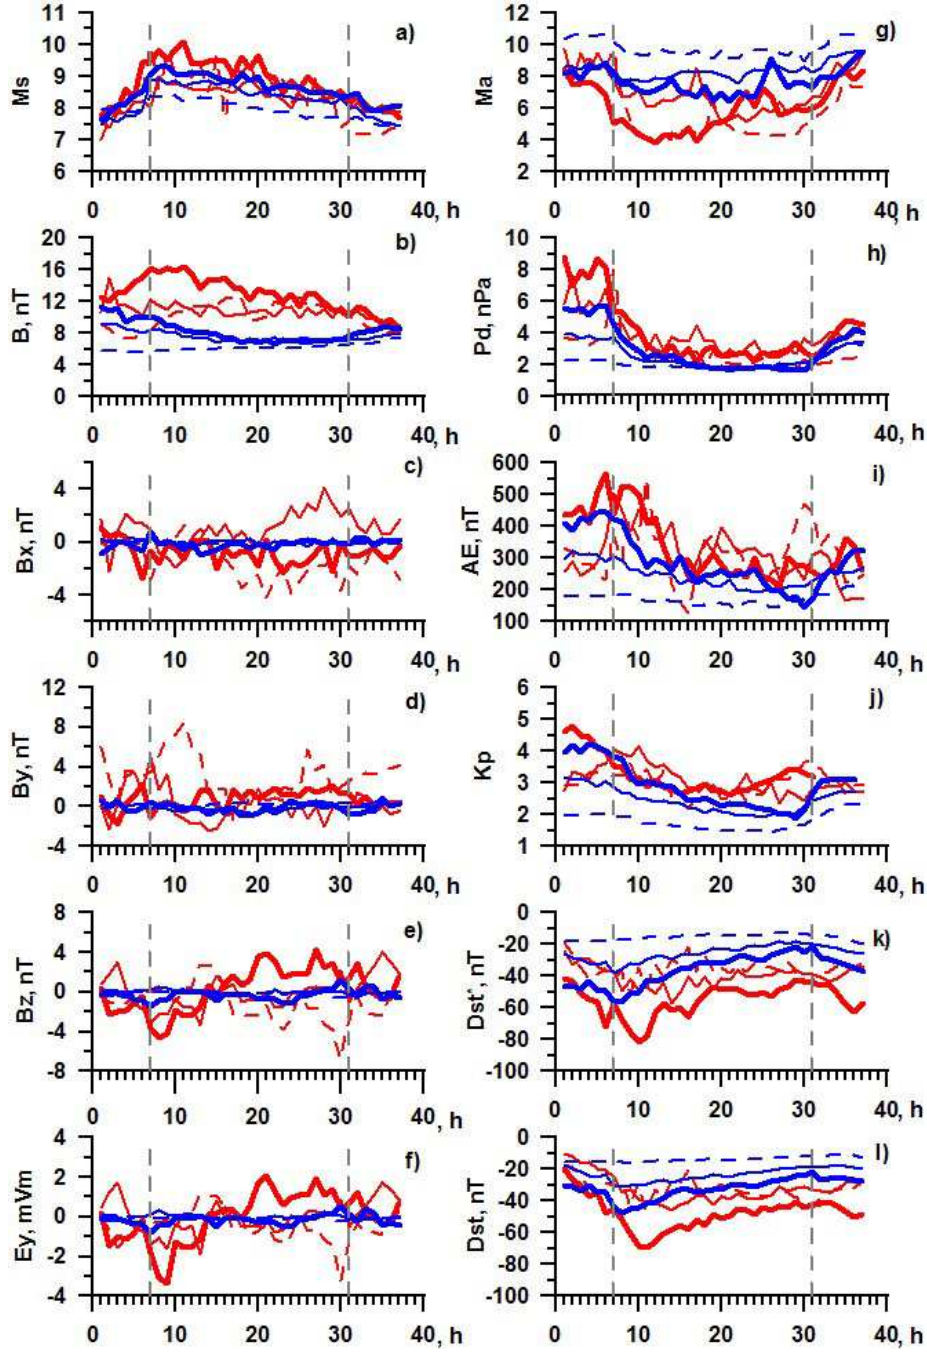 11
10
9
8
7
6
Ms
a)
0 10 20 30 40, h
12
10
8
6
4
2
Ma
g)
0 10 20 30 40, h
20
16
12
8
4
0
B, nT
b)
0 10 20 30 40, h
10
8
6
4
2
0
Pd, nPa
h)
0 10 20 30 40, h
4
0
-4
Bx, nT
c)
0 10 20 30 40, h
600
500
400
300
200
100
AE, nT
i)
0 10 20 30 40, h
12
8
4
0
-4
By, nT
d)
0 10 20 30 40, h
6
5
4
3
2
1
Kp
j)
0 10 20 30 40, h
8
4
0
-4
-8
Bz, nT
e)
0 10 20 30 40, h
0
-20
-40
-60
-80
-100
Dst*, nT
k)
0 10 20 30 40, h
4
2
0
-2
-4
Ey, mVm
f)
0 10 20 30 40, h
0
-20
-40
-60
-80
-100
Dst, nT
l)
0 10 20 30 40, h